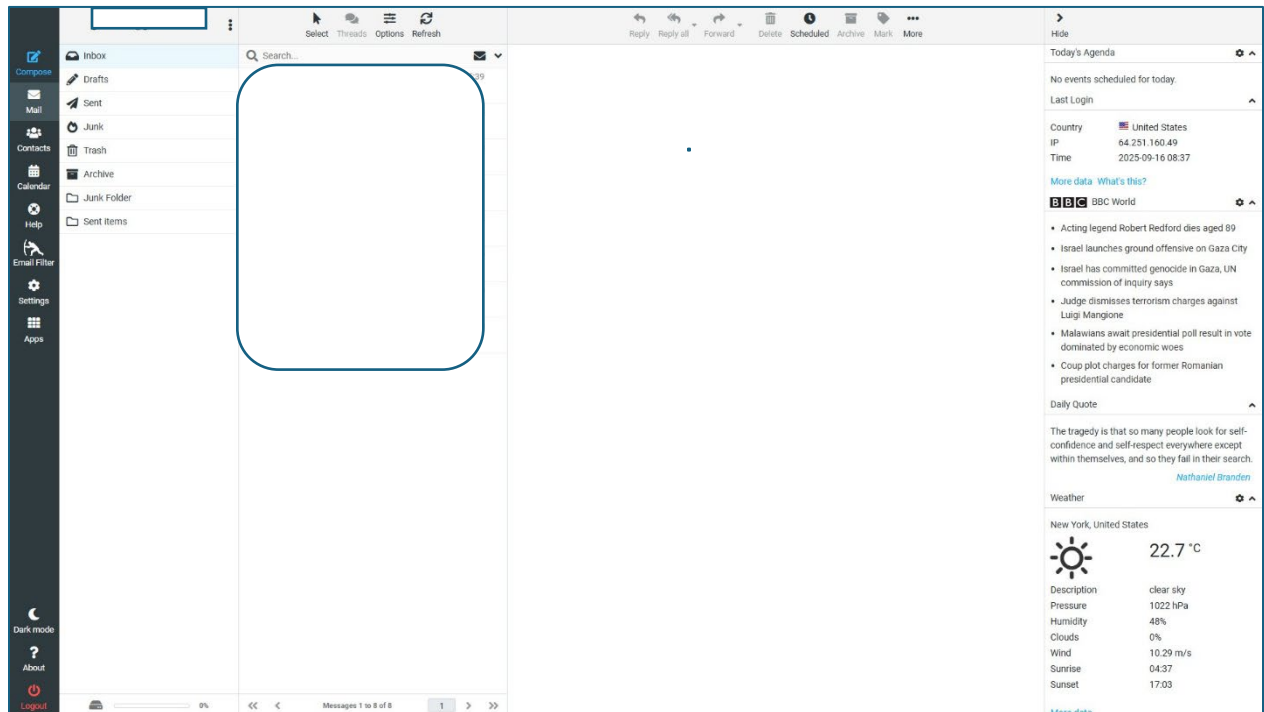 Select Threads Options Refresh
Reply Reply all Forward Delete Scheduled Archive Mark More
Hide
Compose
Mail
Contacts
Calendar
Help
Email Filter
Settings
Apps
Dark mode
About
Logout
Inbox
Drafts
Sent
Junk
Trash
Archive
Junk Folder
Sent Items
0%
Search...
:39
Messages 1 to 8 of 8
1
Today's Agenda
No events scheduled for today.
Last Login
Country United States
IP 64.251.160.49
Time 2025-09-16 08:37
More data What's this?
BBC BBC World
• Acting legend Robert Redford dies aged 89
• Israel launches ground offensive on Gaza City
• Israel has committed genocide in Gaza, UN
commission of inquiry says
• Judge dismisses terrorism charges against
Luigi Mangione
• Malawians await presidential poll result in vote
dominated by economic woes
• Coup plot charges for former Romanian
presidential candidate
Daily Quote
The tragedy is that so many people look for self-
confidence and self-respect everywhere except
within themselves, and so they fail in their search.
Nathaniel Branden
Weather
New York, United States
22.7 °C
Description clear sky
Pressure 1022 hPa
Humidity 48%
Clouds 0%
Wind 10.29 m/s
Sunrise 04:37
Sunset 17:03
More data